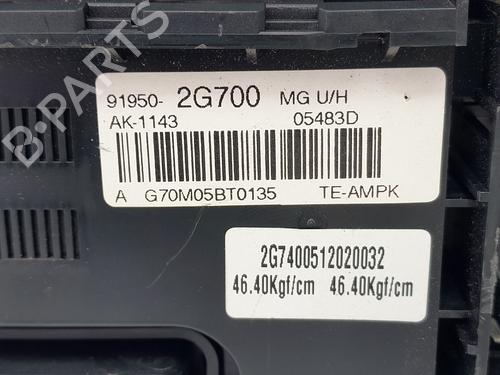 B-PARTS
91950- 2G700 MG U/H
AK-1143 05483D
A G70M05BT0135 TE-AMPK
2G7400512020032
46.40Kgf/cm 46.40Kgf/cm